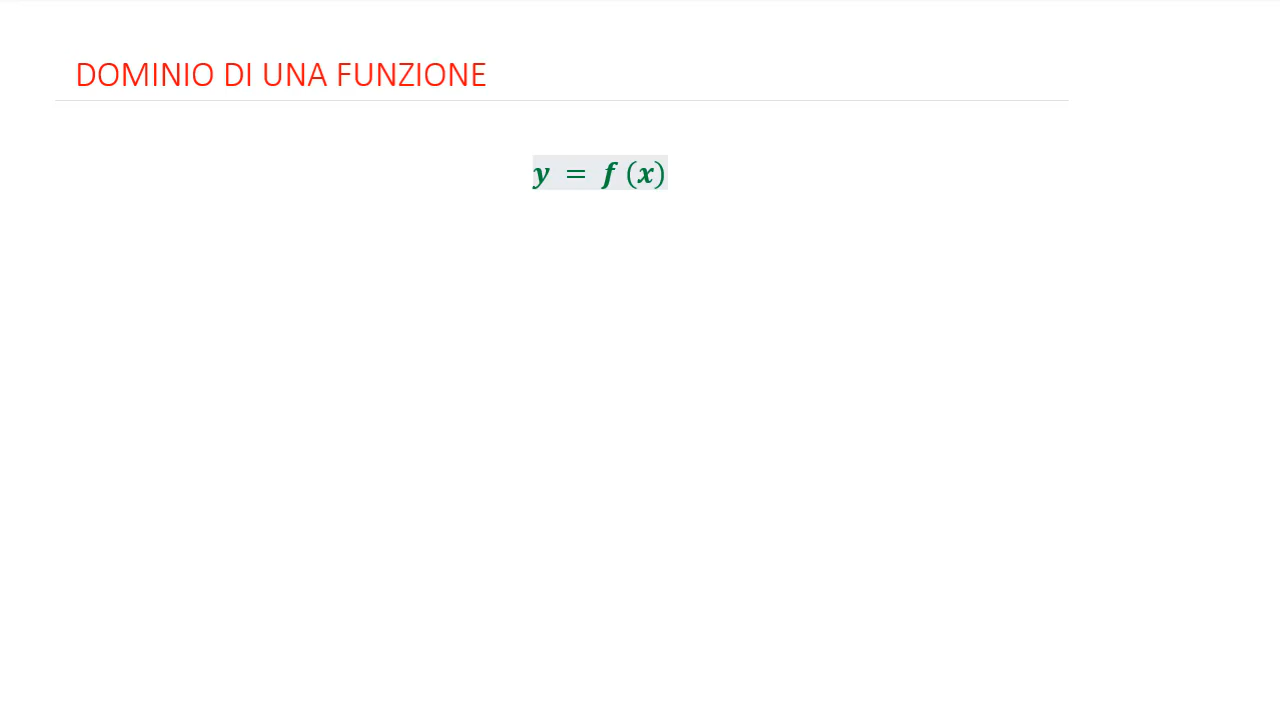 DOMINIO DI UNA FUNZIONE
y = f (x)